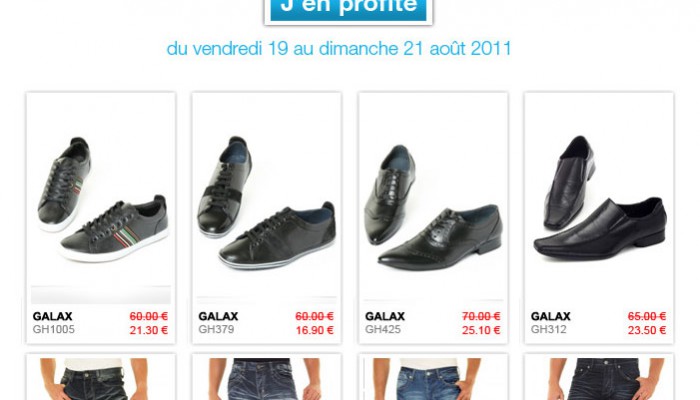 J'en profite
du vendredi 19 au dimanche 21 août 2011
GALAX 60.00 €
GH1005 21.30 €
GALAX 60.00 €
GH379 16.90 €
GALAX 70.00 €
GH425 25.10 €
GALAX 65.00 €
GH312 23.50 €